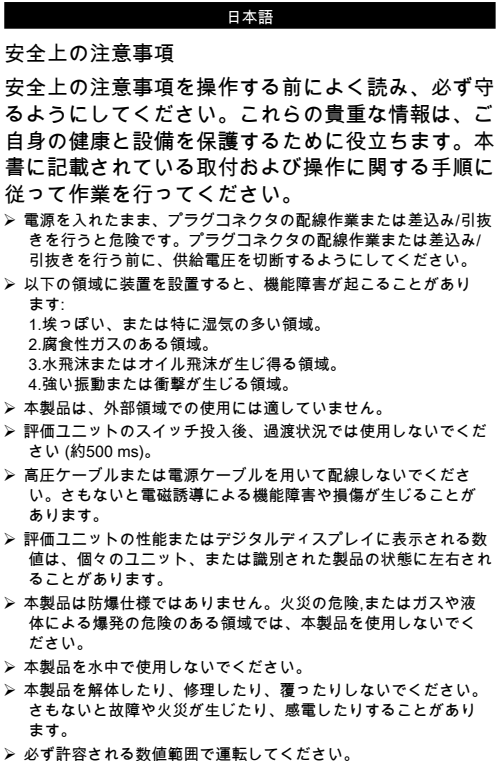 日本語
安全上の注意事項
安全上の注意事項を操作する前によく読み、必ず守
るようにしてください。これらの貴重な情報は、ご
自身の健康と設備を保護するために役立ちます。本
書に記載されている取付および操作に関する手順に
従って作業を行ってください。
➢ 電源を入れたまま、プラグコネクタの配線作業または差込み/引抜
きを行うと危険です。プラグコネクタの配線作業または差込み/
引抜きを行う前に、供給電圧を切断するようにしてください。
➢ 以下の領域に装置を設置すると、機能障害が起こることがあり
ます:
1.埃っぽい、または特に湿気の多い領域。
2.腐食性ガスのある領域。
3.水飛沫またはオイル飛沫が生じ得る領域。
4.強い振動または衝撃が生じる領域。
➢ 本製品は、外部領域での使用には適していません。
➢ 評価ユニットのスイッチ投入後、過渡状況では使用しないでくだ
さい (約500 ms)。
➢ 高圧ケーブルまたは電源ケーブルを用いて配線しないでくださ
い。さもないと電磁誘導による機能障害や損傷が生じることが
あります。
➢ 評価ユニットの性能またはデジタルディスプレイに表示される数
値は、個々のユニット、または識別された製品の状態に左右され
ることがあります。
➢ 本製品は防爆仕様ではありません。火災の危険,またはガスや液
体による爆発の危険のある領域では、本製品を使用しないでく
ださい。
➢ 本製品を水中で使用しないでください。
➢ 本製品を解体したり、修理したり、覆ったりしないでください。
さもないと故障や火災が生じたり、感電したりすることがあり
ます。
➢ 必ず許容される数値範囲で運転してください。